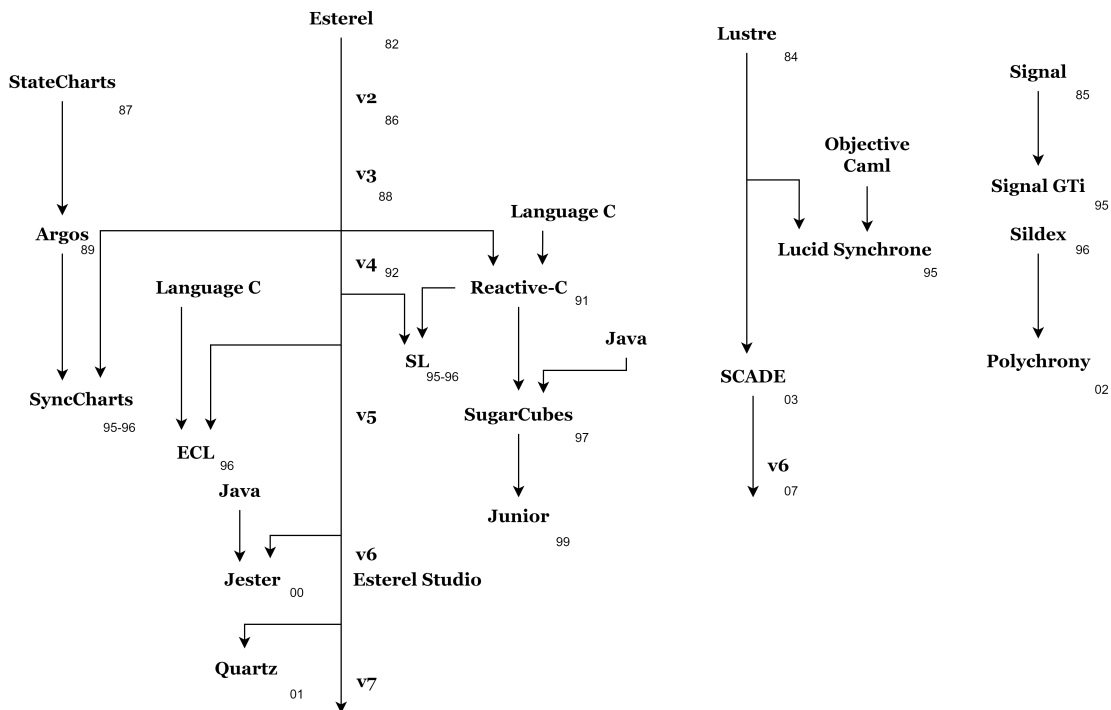 Esterel
82
Lustre
84
StateCharts
87
Signal
85
v2
86
Objective
Caml
v3
88
Signal GTi
95
Language C
Argos
89
Sildex
96
Lucid Synchrone
95
v4
92
Language C
Reactive-C
91
Java
SL
95-96
Polychrony
02
SCADE
03
SyncCharts
95-96
v5
SugarCubes
97
ECL
96
v6
07
Java
Junior
99
v6
Jester
00
Esterel Studio
Quartz
01
v7